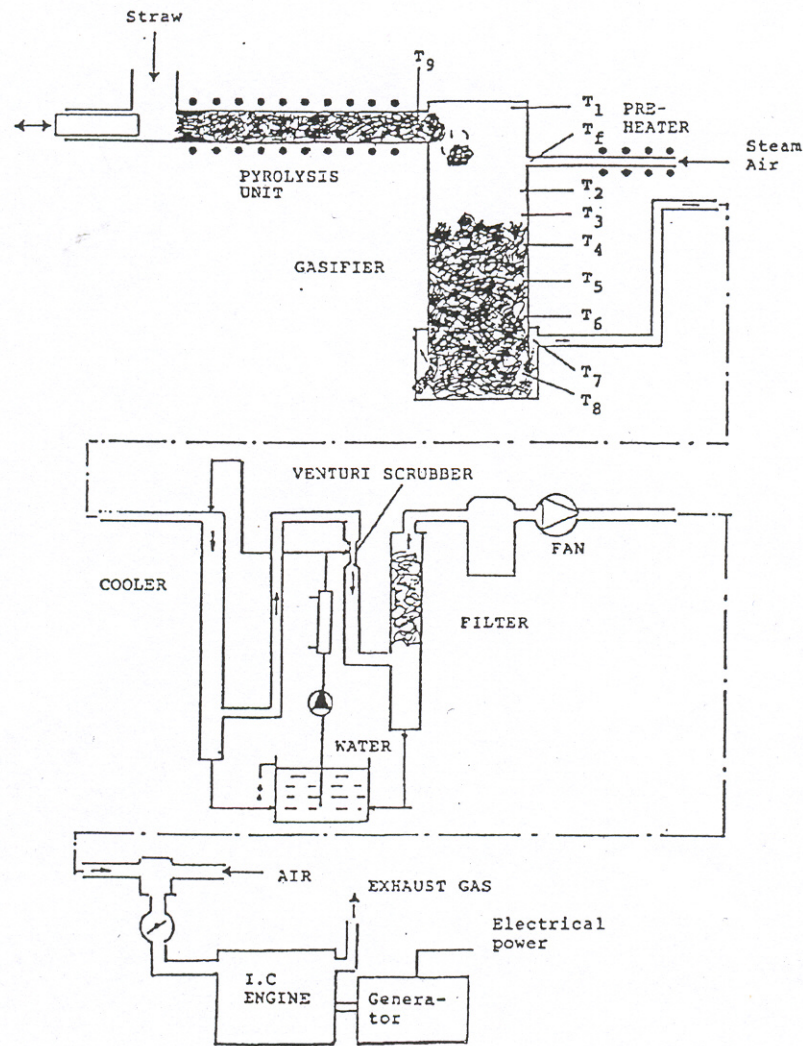 Straw
T9
T1
PRE-
HEATER
Tf
Steam
Air
PYROLYSIS
UNIT
T2
T3
T4
GASIFIER
T5
T6
T7
T8
VENTURI SCRUBBER
FAN
COOLER
FILTER
WATER
AIR
EXHAUST GAS
Electrical
power
I.C
ENGINE
Genera-
tor